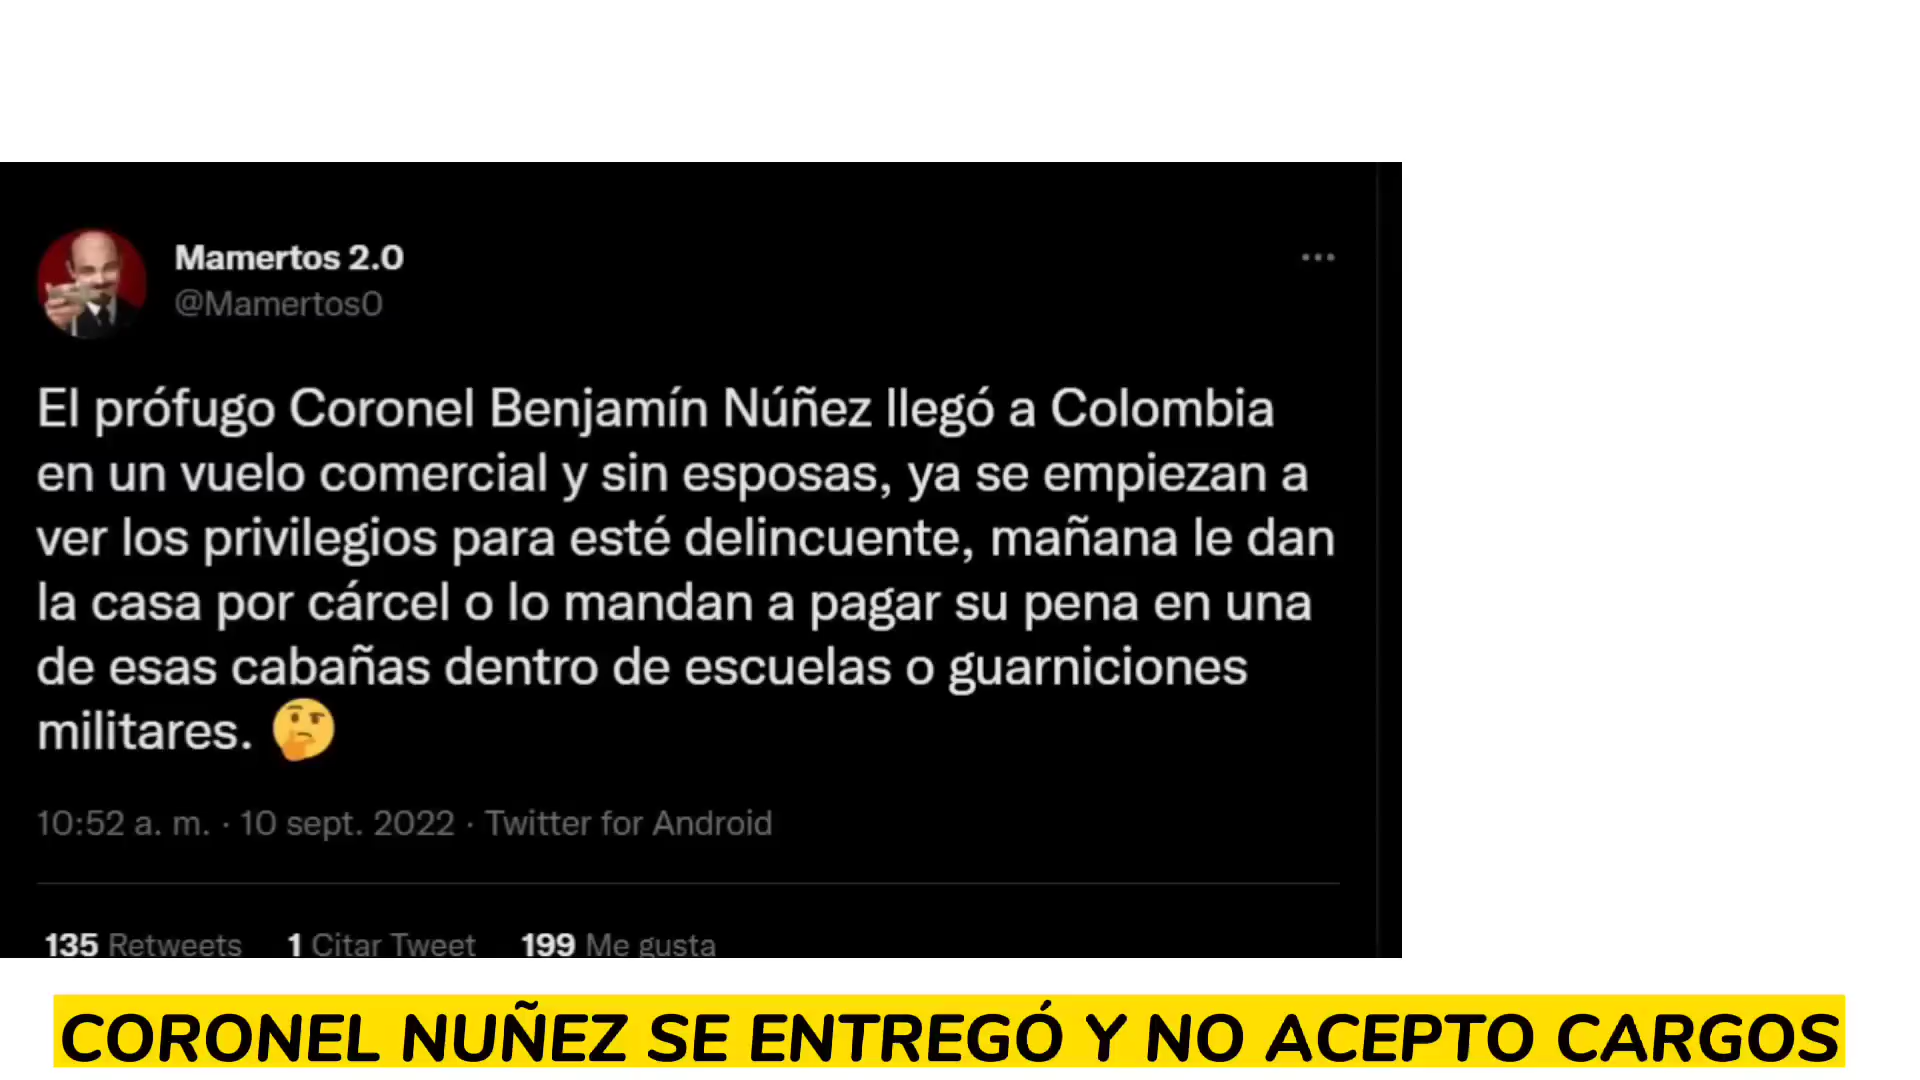 Mamertos 2.0
@Mamertos0
El prófugo Coronel Benjamín Núñez llegó a Colombia
en un vuelo comercial y sin esposas, ya se empiezan a
ver los privilegios para esté delincuente, mañana le dan
la casa por cárcel o lo mandan a pagar su pena en una
de esas cabañas dentro de escuelas o guarniciones
militares. 🤔
10:52 a. m. · 10 sept. 2022 · Twitter for Android
135 Retweets 1 Citar Tweet 199 Me gusta
CORONEL NUÑEZ SE ENTREGÓ Y NO ACEPTO CARGOS